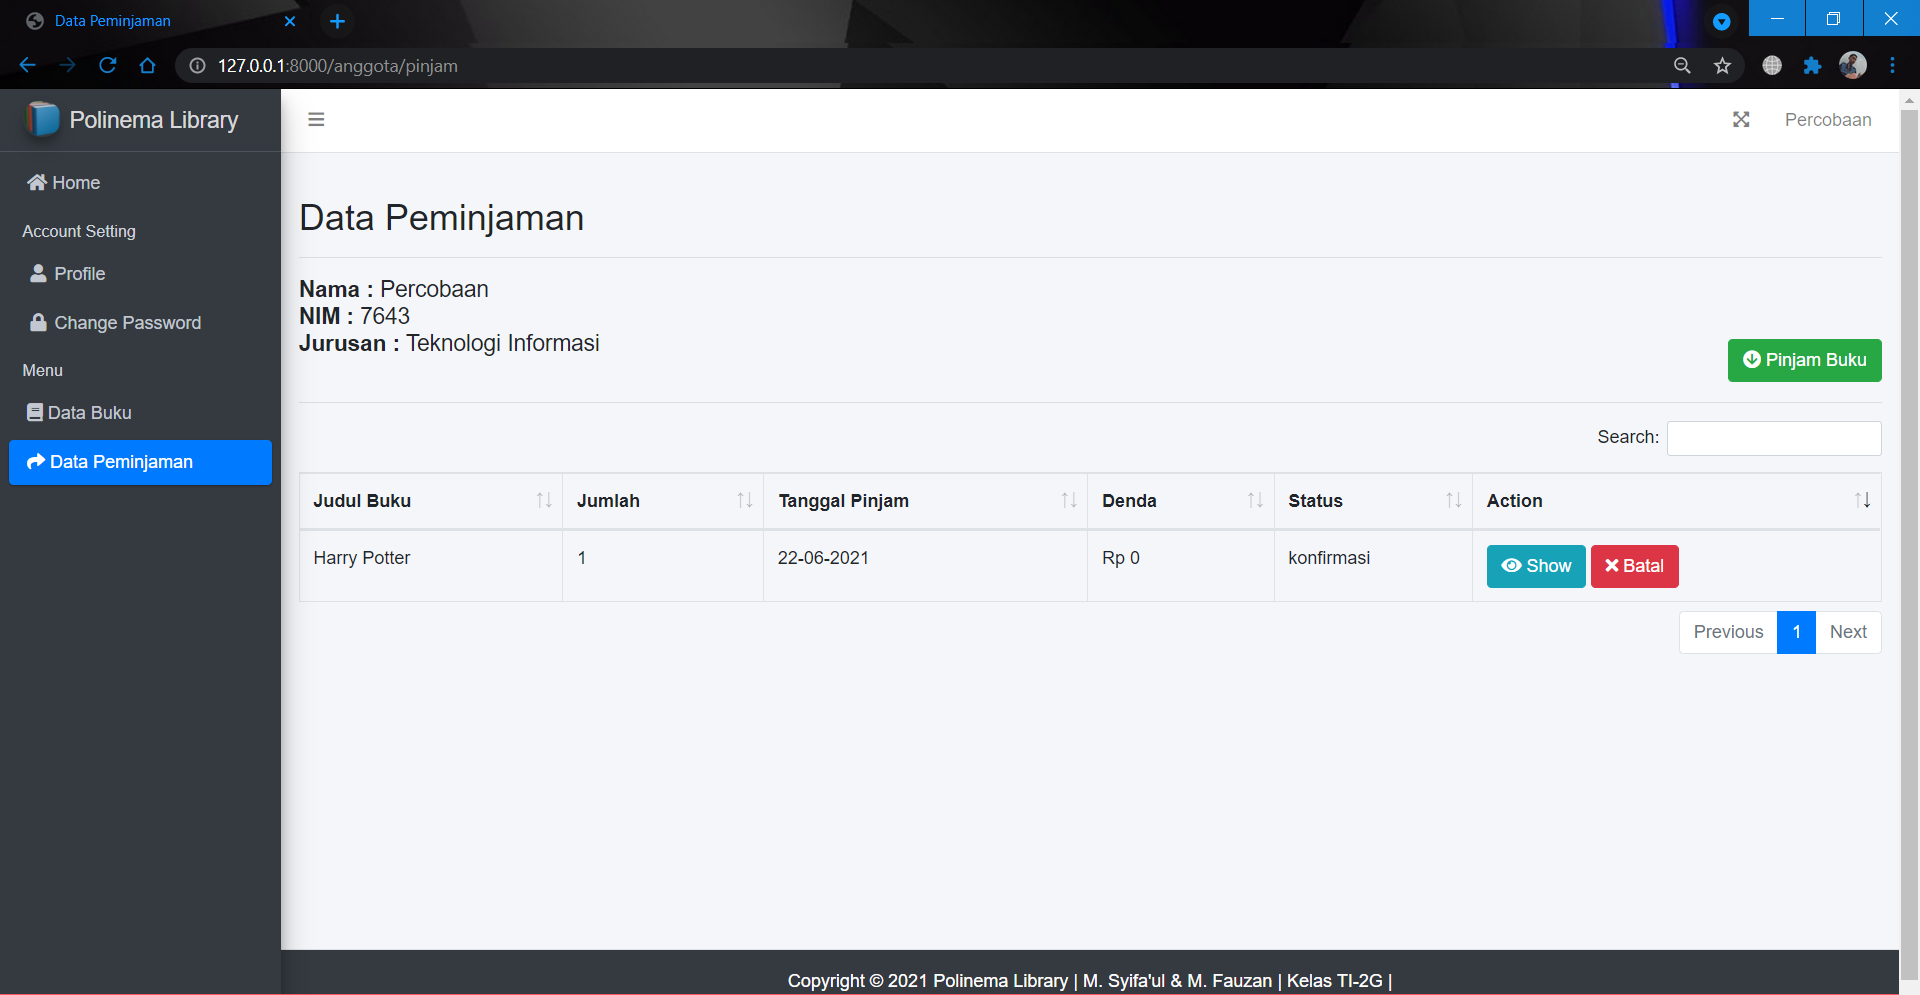 Data Peminjaman
127.0.0.1:8000/anggota/pinjam
Polinema Library
Percobaan
Home
Account Setting
Profile
Change Password
Menu
Data Buku
Data Peminjaman
Data Peminjaman
Nama : Percobaan
NIM : 7643
Jurusan : Teknologi Informasi
Pinjam Buku
Search:
Judul Buku Jumlah Tanggal Pinjam Denda Status Action
Harry Potter 1 22-06-2021 Rp 0 konfirmasi Show Batal
Previous 1 Next
Copyright © 2021 Polinema Library | M. Syifa'ul & M. Fauzan | Kelas TI-2G |